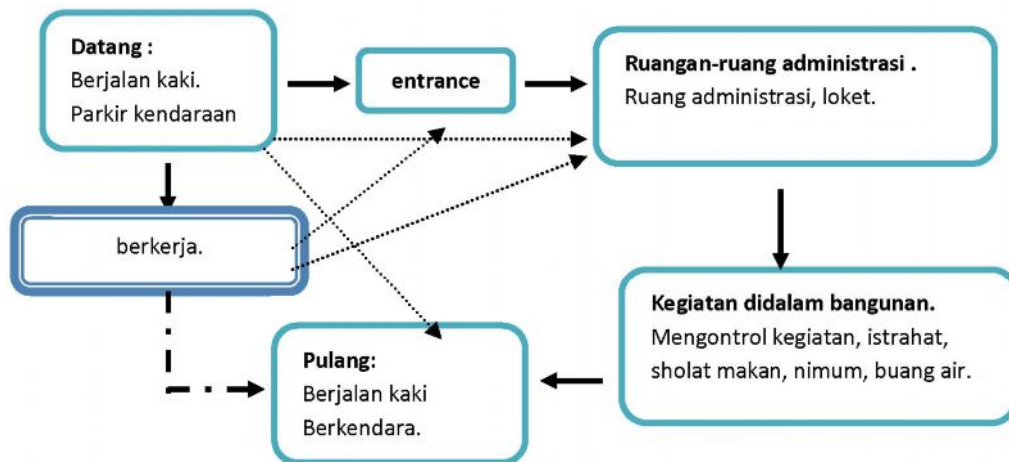 Datang :
Berjalan kaki.
Parkir kendaraan
entrance
Ruangan-ruang administrasi .
Ruang administrasi, loket.
berkerja.
Kegiatan didalam bangunan.
Mengontrol kegiatan, istrahat,
sholat makan, nimum, buang air.
Pulang:
Berjalan kaki
Berkendara.